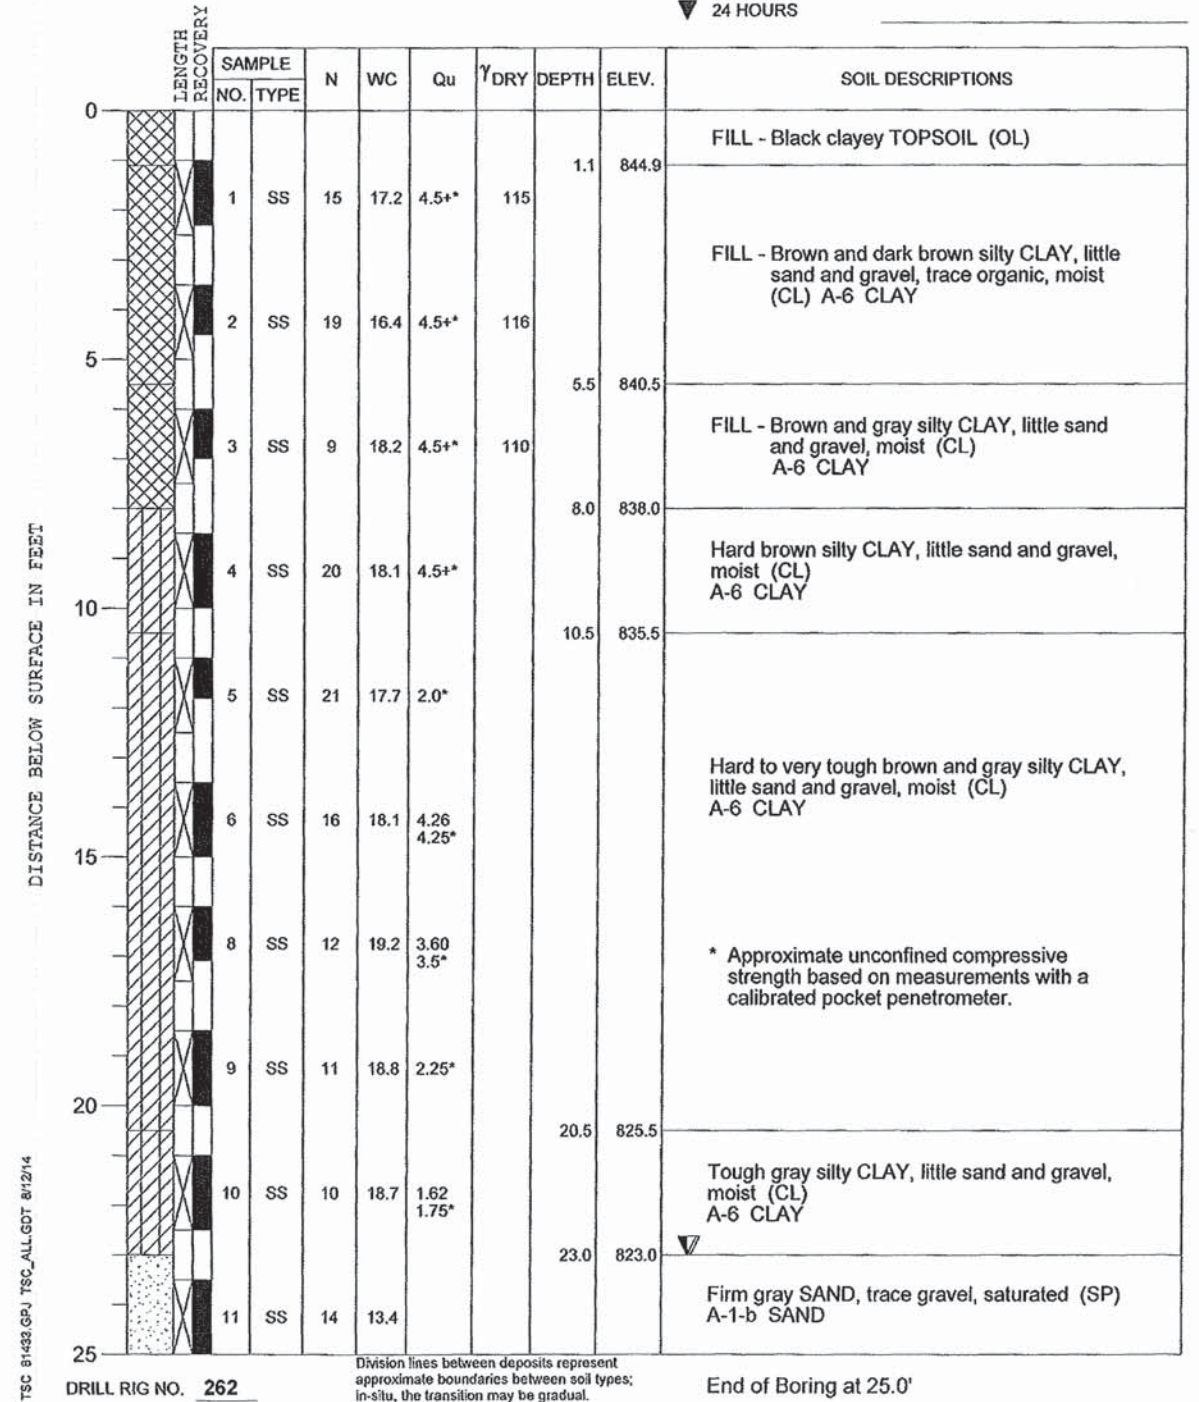 24 HOURS
LENGTH
RECOVERY
SAMPLE
NO. TYPE N WC Qu γDRY DEPTH ELEV. SOIL DESCRIPTIONS
0
FILL - Black clayey TOPSOIL (OL)
1.1 844.9
1 SS 15 17.2 4.5+* 115
FILL - Brown and dark brown silty CLAY, little
sand and gravel, trace organic, moist
(CL) A-6 CLAY
2 SS 19 16.4 4.5+* 116
5
5.5 840.5
FILL - Brown and gray silty CLAY, little sand
and gravel, moist (CL)
A-6 CLAY
3 SS 9 18.2 4.5+* 110
8.0 838.0
Hard brown silty CLAY, little sand and gravel,
moist (CL)
A-6 CLAY
4 SS 20 18.1 4.5+*
10
10.5 835.5
5 SS 21 17.7 2.0*
Hard to very tough brown and gray silty CLAY,
little sand and gravel, moist (CL)
A-6 CLAY
6 SS 16 18.1 4.26
4.25*
15
8 SS 12 19.2 3.60
3.5*
* Approximate unconfined compressive
strength based on measurements with a
calibrated pocket penetrometer.
9 SS 11 18.8 2.25*
20
20.5 825.5
Tough gray silty CLAY, little sand and gravel,
moist (CL)
A-6 CLAY
10 SS 10 18.7 1.62
1.75*
23.0 823.0
Firm gray SAND, trace gravel, saturated (SP)
A-1-b SAND
11 SS 14 13.4
25
DISTANCE BELOW SURFACE IN FEET
TSC 81433.GPJ TSC_ALL.GDT 8/12/14
DRILL RIG NO. 262
Division lines between deposits represent
approximate boundaries between soil types;
in-situ, the transition may be gradual.
End of Boring at 25.0'